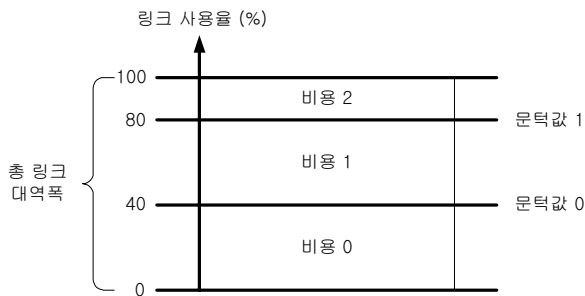 링크 사용율 (%)
100
비용 2
80
문턱값 1
총 링크
대역폭
비용 1
40
문턱값 0
비용 0
0